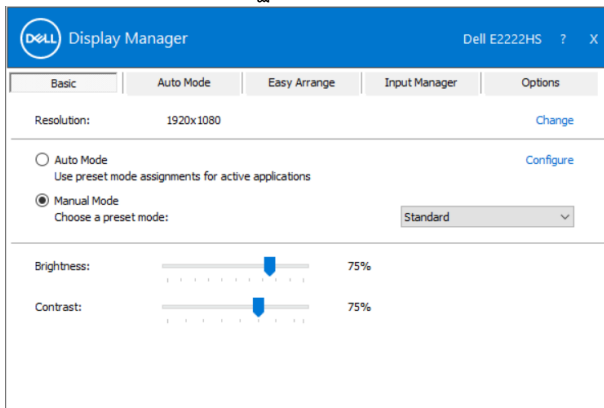 DELL Display Manager Dell E2222HS ? X
Basic Auto Mode Easy Arrange Input Manager Options
Resolution: 1920x1080 Change
Auto Mode Configure
Use preset mode assignments for active applications
Manual Mode
Choose a preset mode: Standard
Brightness: 75%
Contrast: 75%